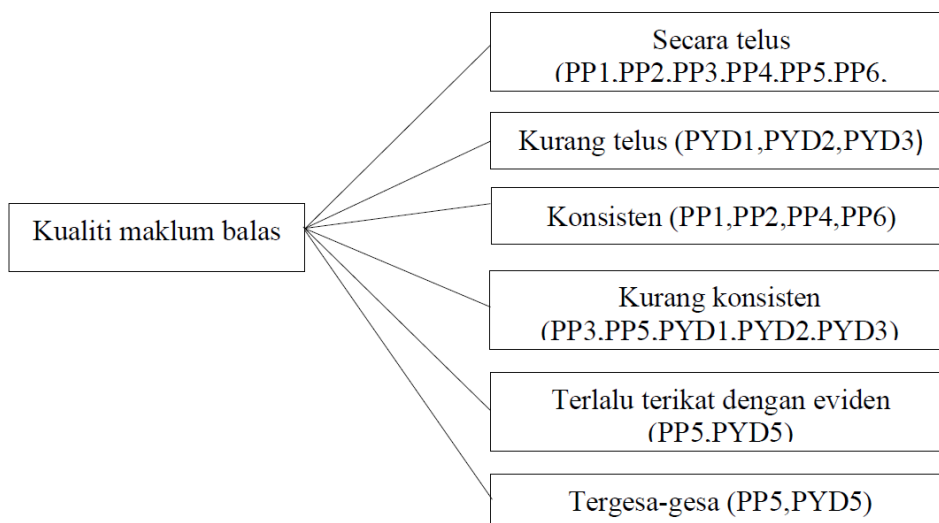 Secara telus
(PP1.PP2.PP3.PP4.PP5.PP6.
Kurang telus (PYD1,PYD2,PYD3)
Konsisten (PP1,PP2,PP4,PP6)
Kualiti maklum balas
Kurang konsisten
(PP3.PP5.PYD1.PYD2.PYD3)
Terlalu terikat dengan eviden
(PP5.PYD5)
Tergesa-gesa (PP5,PYD5)